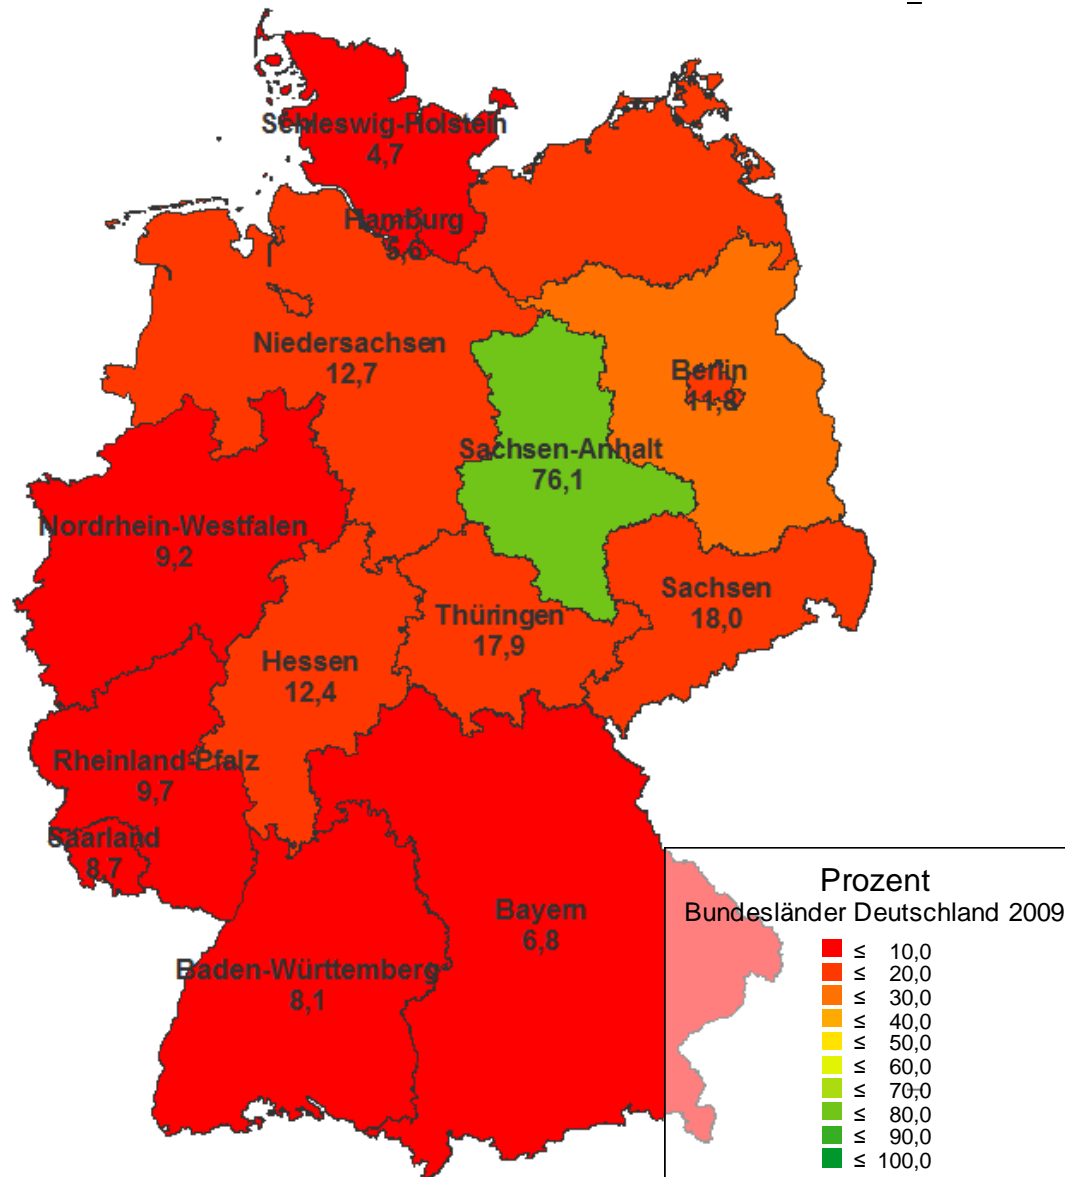 Schleswig-Holstein
4,7
Hamburg
5,6
Niedersachsen
12,7
Berlin
11,8
Sachsen-Anhalt
76,1
Nordrhein-Westfalen
9,2
Sachsen
18,0
Thüringen
17,9
Hessen
12,4
Rheinland-Pfalz
9,7
Saarland
8,7
Bayern
6,8
Baden-Württemberg
8,1
Prozent
Bundesländer Deutschland 2009
≤ 10,0
≤ 20,0
≤ 30,0
≤ 40,0
≤ 50,0
≤ 60,0
≤ 70,0
≤ 80,0
≤ 90,0
≤ 100,0